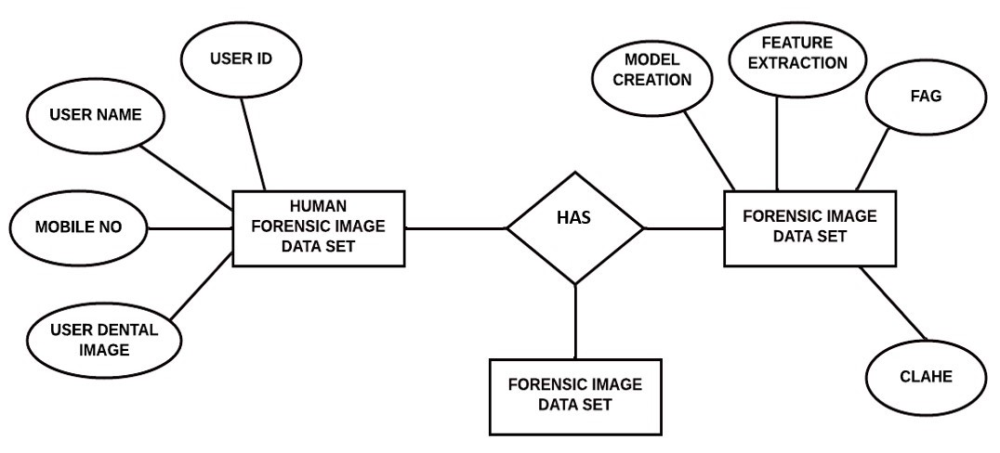 USER ID
USER NAME
MOBILE NO
USER DENTAL
IMAGE
HUMAN
FORENSIC IMAGE
DATA SET
HAS
FORENSIC IMAGE
DATA SET
MODEL
CREATION
FEATURE
EXTRACTION
FAG
FORENSIC IMAGE
DATA SET
CLAHE